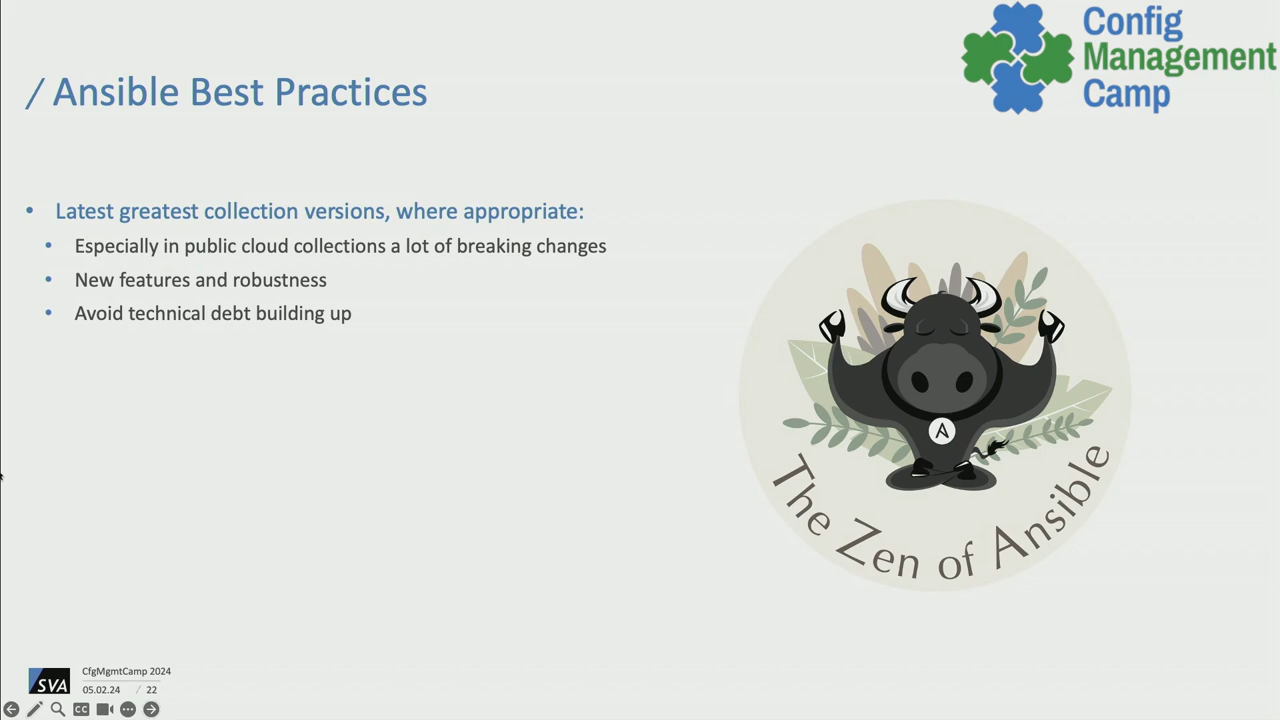 Config
Management
Camp
/ Ansible Best Practices
• Latest greatest collection versions, where appropriate:
• Especially in public cloud collections a lot of breaking changes
• New features and robustness
• Avoid technical debt building up
The Zen of Ansible
SVA
CfgMgmtCamp 2024
05.02.24 / 22
CC